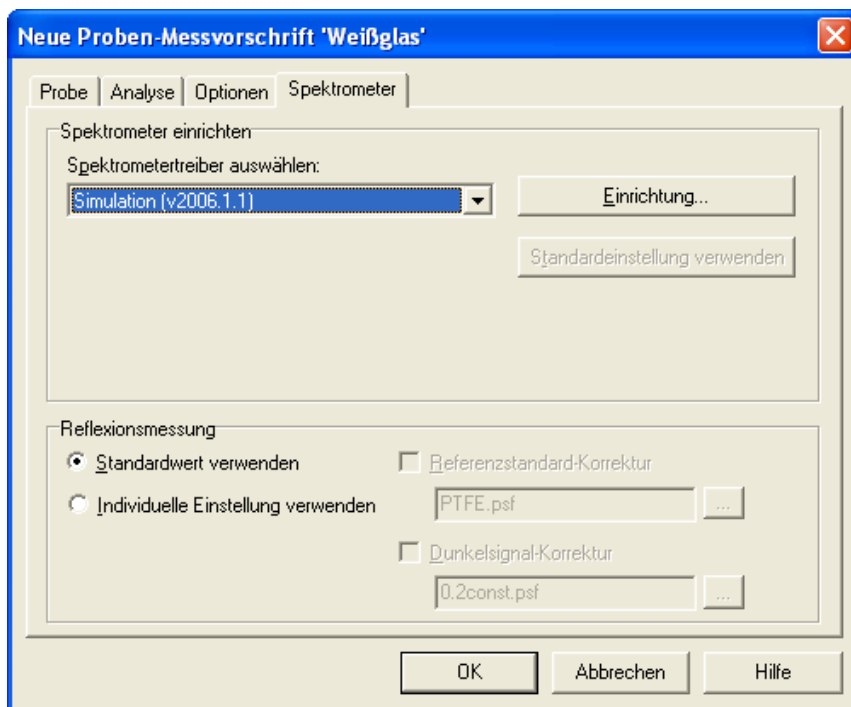 Neue Proben-Messvorschrift 'Weißglas'
Probe Analyse Optionen Spektrometer
Spektrometer einrichten
Spektrometertreiber auswählen:
Simulation (v2006.1.1)
Einrichtung...
Standardeinstellung verwenden
Reflexionsmessung
Standardwert verwenden
Individuelle Einstellung verwenden
Referenzstandard-Korrektur
PTFE.psf
...
Dunkelsignal-Korrektur
0.2const.psf
...
OK Abbrechen Hilfe